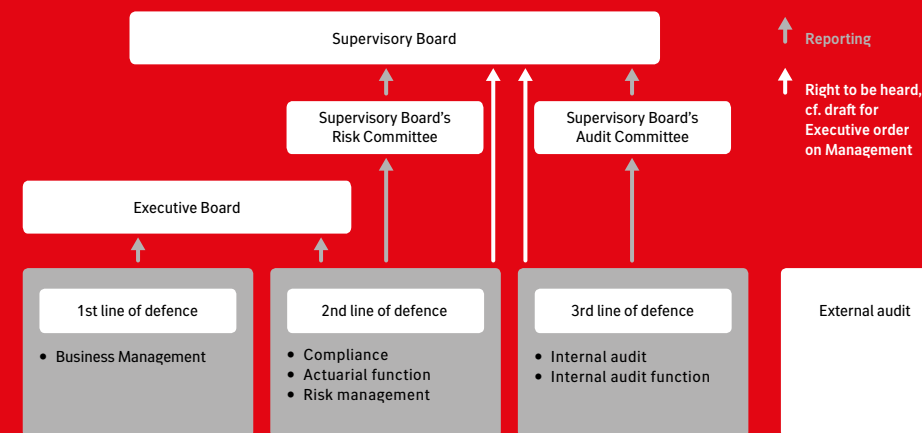 Supervisory Board
Reporting
Right to be heard,
cf. draft for
Executive order
on Management
Supervisory Board's
Risk Committee
Supervisory Board's
Audit Committee
Executive Board
1st line of defence
• Business Management
2nd line of defence
• Compliance
• Actuarial function
• Risk management
3rd line of defence
• Internal audit
• Internal audit function
External audit